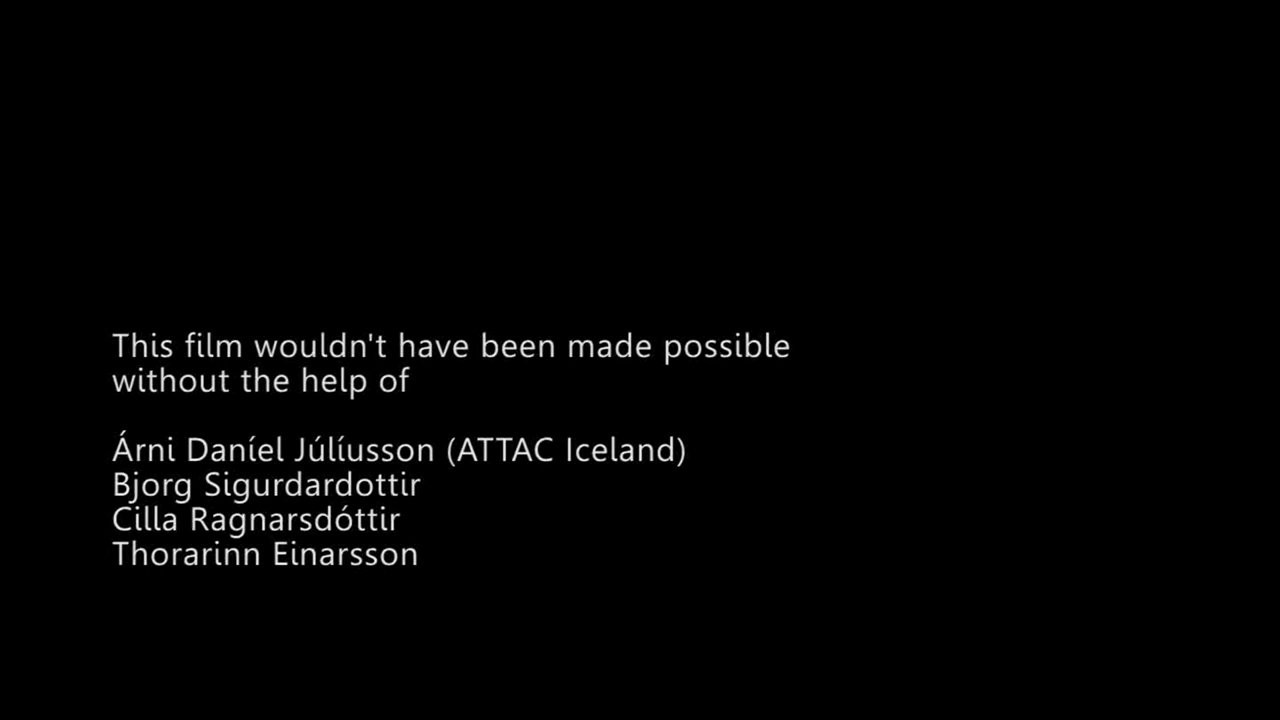 This film wouldn't have been made possible
without the help of
Árni Daníel Júlíusson (ATTAC Iceland)
Bjorg Sigurdardottir
Cilla Ragnarsdóttir
Thorarinn Einarsson